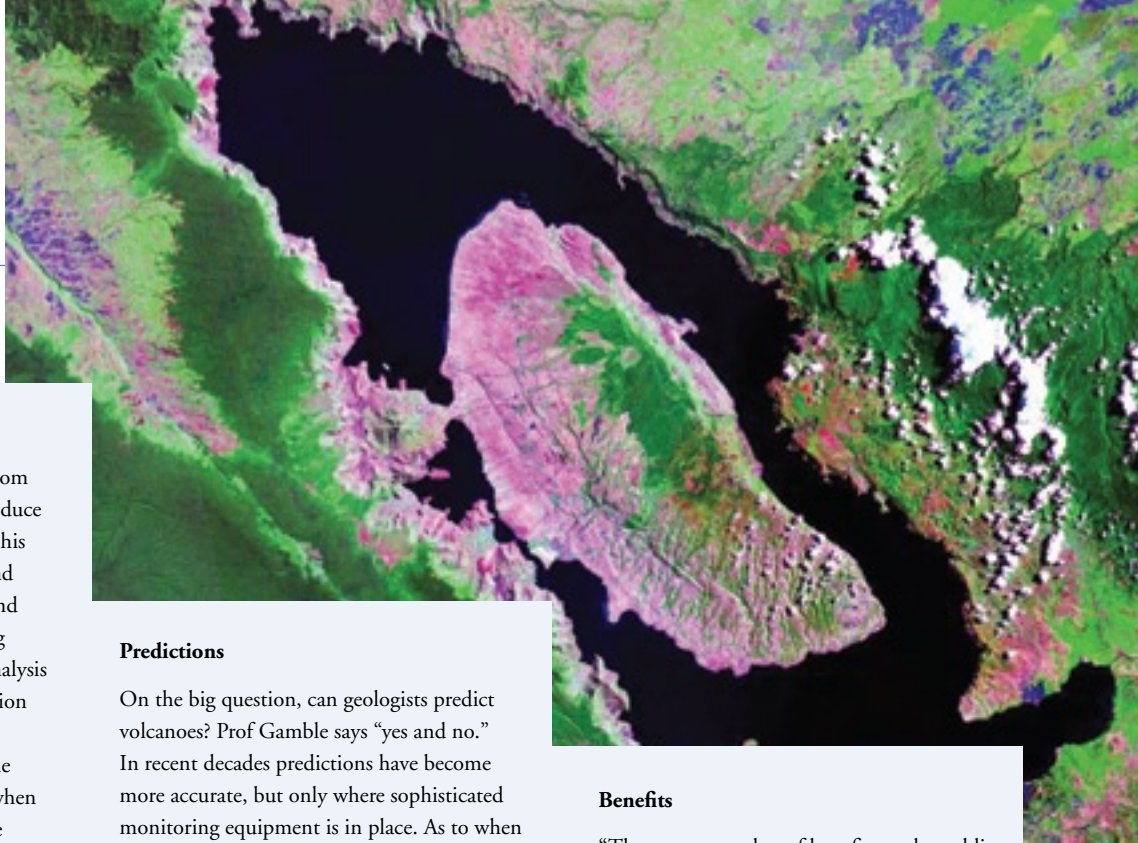 om
duce
his
d
nd
g
alysis
ion
e
when
e
Predictions
On the big question, can geologists predict
volcanoes? Prof Gamble says “yes and no.”
In recent decades predictions have become
more accurate, but only where sophisticated
monitoring equipment is in place. As to when
Benefits